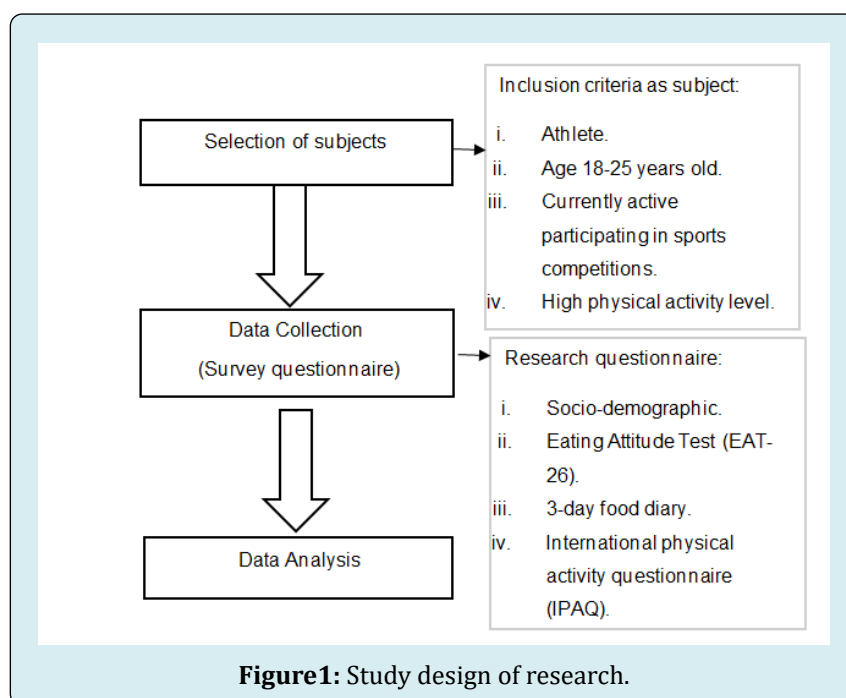 Selection of subjects
Inclusion criteria as subject:
i. Athlete.
ii. Age 18-25 years old.
iii. Currently active
participating in sports
competitions.
iv. High physical activity level.
Data Collection
(Survey questionnaire)
Research questionnaire:
i. Socio-demographic.
ii. Eating Attitude Test (EAT-
26).
iii. 3-day food diary.
iv. International physical
activity questionnaire
(IPAQ).
Data Analysis
Figure1: Study design of research.